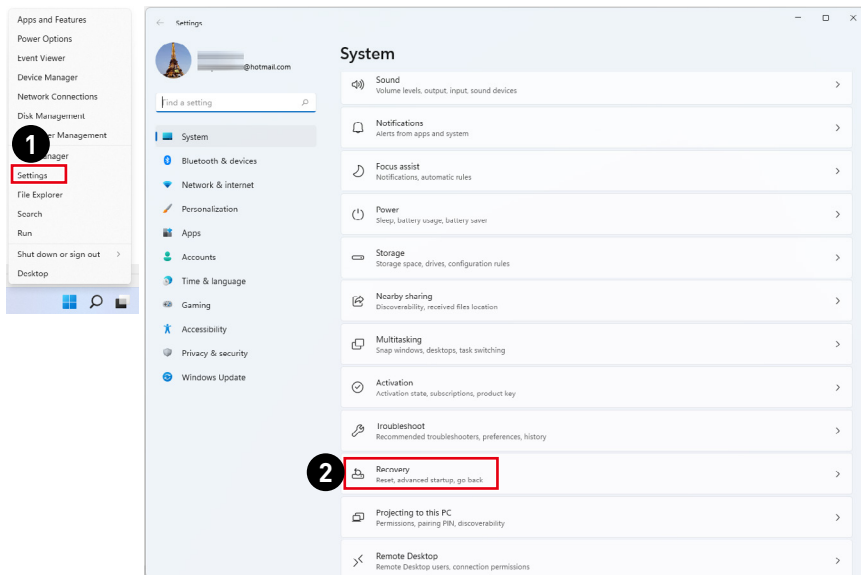 Apps and Features
Power Options
Event Viewer
Device Manager
Network Connections
Disk Management
er Management
1
anager
Settings
File Explorer
Search
Run
Shut down or sign out
Desktop
Settings
@hotmail.com
Find a setting
System
Bluetooth & devices
Network & internet
Personalization
Apps
Accounts
Time & language
Gaming
Accessibility
Privacy & security
Windows Update
System
Sound
Volume levels, output, input, sound devices
Notifications
Alerts from apps and system
Focus assist
Notifications, automatic rules
Power
Sleep, battery usage, battery saver
Storage
Storage space, drives, configuration rules
Nearby sharing
Discoverability, received files location
Multitasking
Snap windows, desktops, task switching
Activation
Activation state, subscriptions, product key
Troubleshoot
Recommended troubleshooters, preferences, history
2
Recovery
Reset, advanced startup, go back
Projecting to this PC
Permissions, pairing PIN, discoverability
Remote Desktop
Remote Desktop users, connection permissions